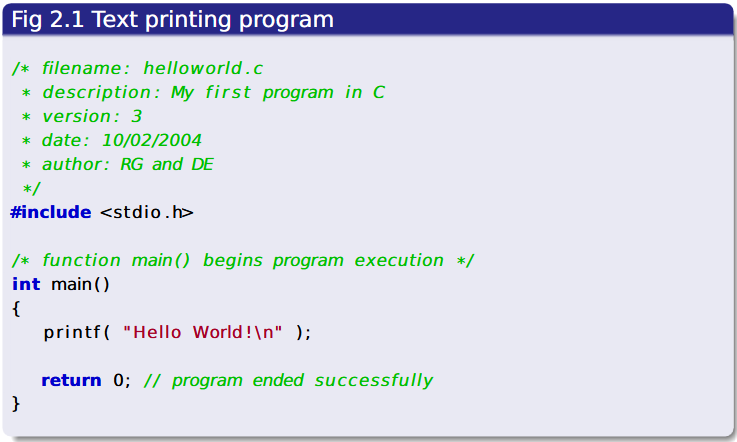 Fig 2.1 Text printing program
/* filename: helloworld.c
 * description: My first program in C
 * version: 3
 * date: 10/02/2004
 * author: RG and DE
 */
#include <stdio.h>
/* function main() begins program execution */
int main()
{
   printf( "Hello World!\n" );
   return 0; // program ended successfully
}